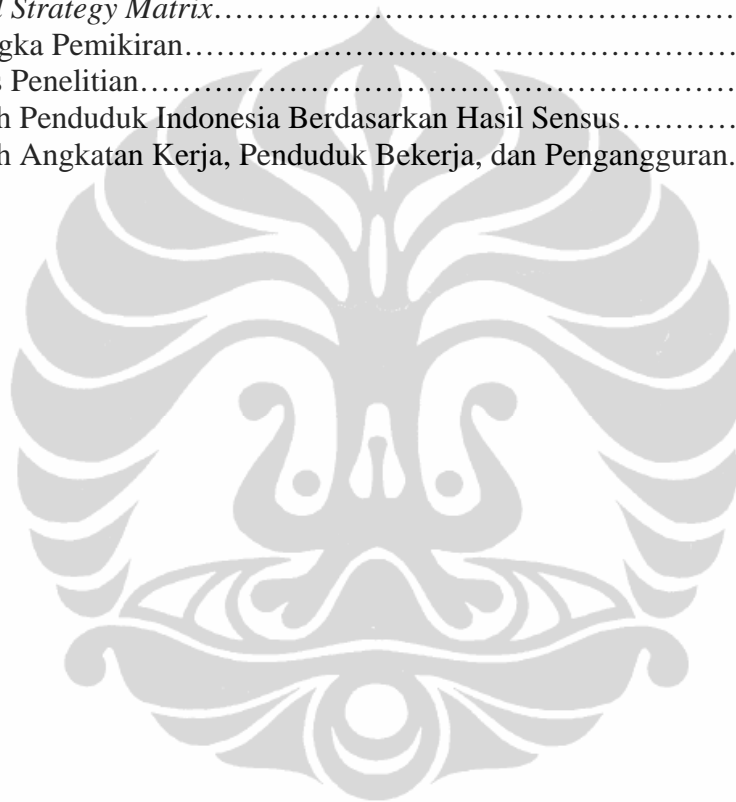 Strategy Matrix……………………………………………………
gka Pemikiran……………………………………………………
s Penelitian………………………………………………………
h Penduduk Indonesia Berdasarkan Hasil Sensus…………
h Angkatan Kerja, Penduduk Bekerja, dan Pengangguran.